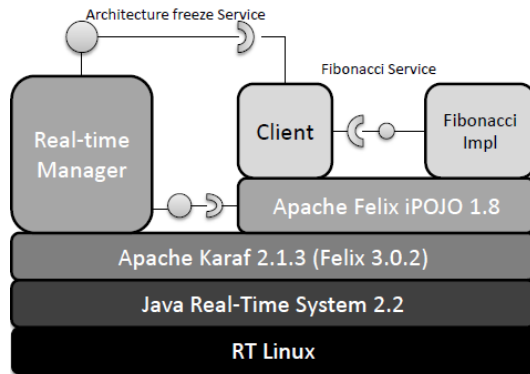 Architecture freeze Service
Fibonacci Service
Real-time
Manager
Client
Fibonacci
Impl
Apache Felix iPOJO 1.8
Apache Karaf 2.1.3 (Felix 3.0.2)
Java Real-Time System 2.2
RT Linux